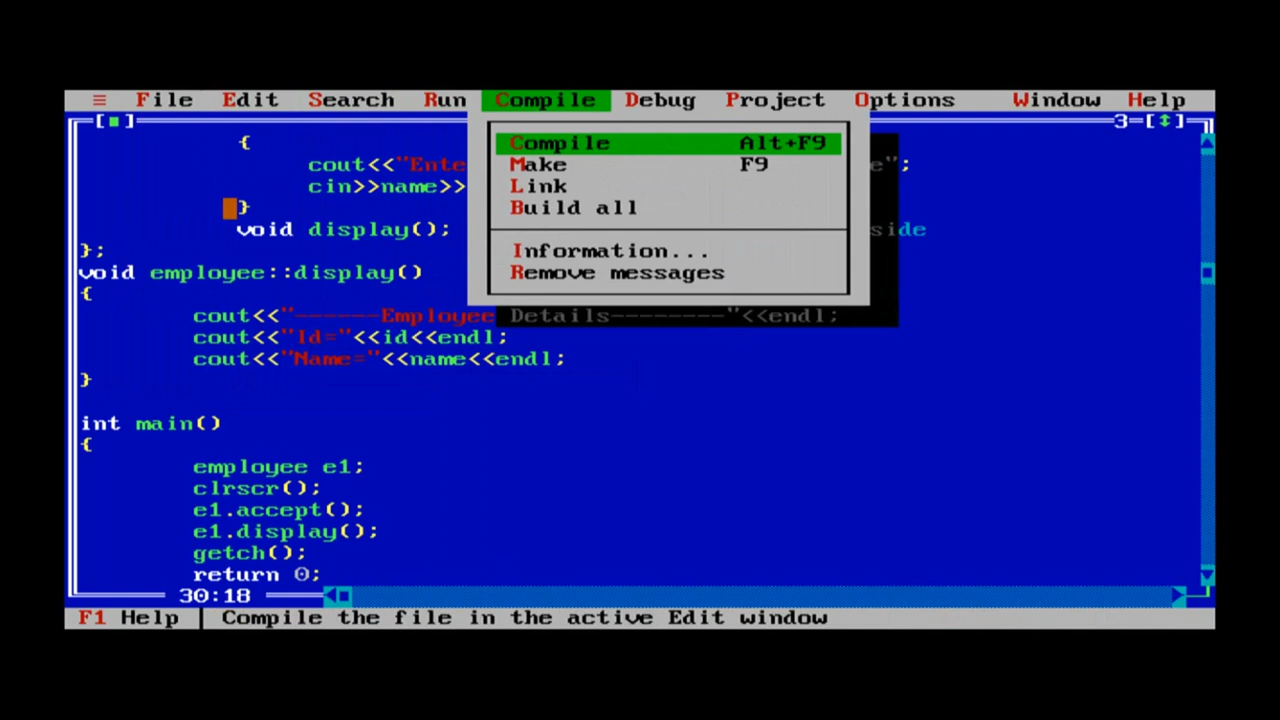 ≡ File Edit Search Run Compile Debug Project Options Window Help
[■] 3=[↕]
Compile Alt+F9
Make F9
Link
Build all
Information...
Remove messages
{
cout<<"Ente e";
cin>>name>>
}
void display(); side
};
void employee::display()
{
cout<<"------Employee Details--------"<<endl;
cout<<"Id="<<id<<endl;
cout<<"Name="<<name<<endl;
}
int main()
{
employee e1;
clrscr();
e1.accept();
e1.display();
getch();
return 0;
30:18
F1 Help | Compile the file in the active Edit window